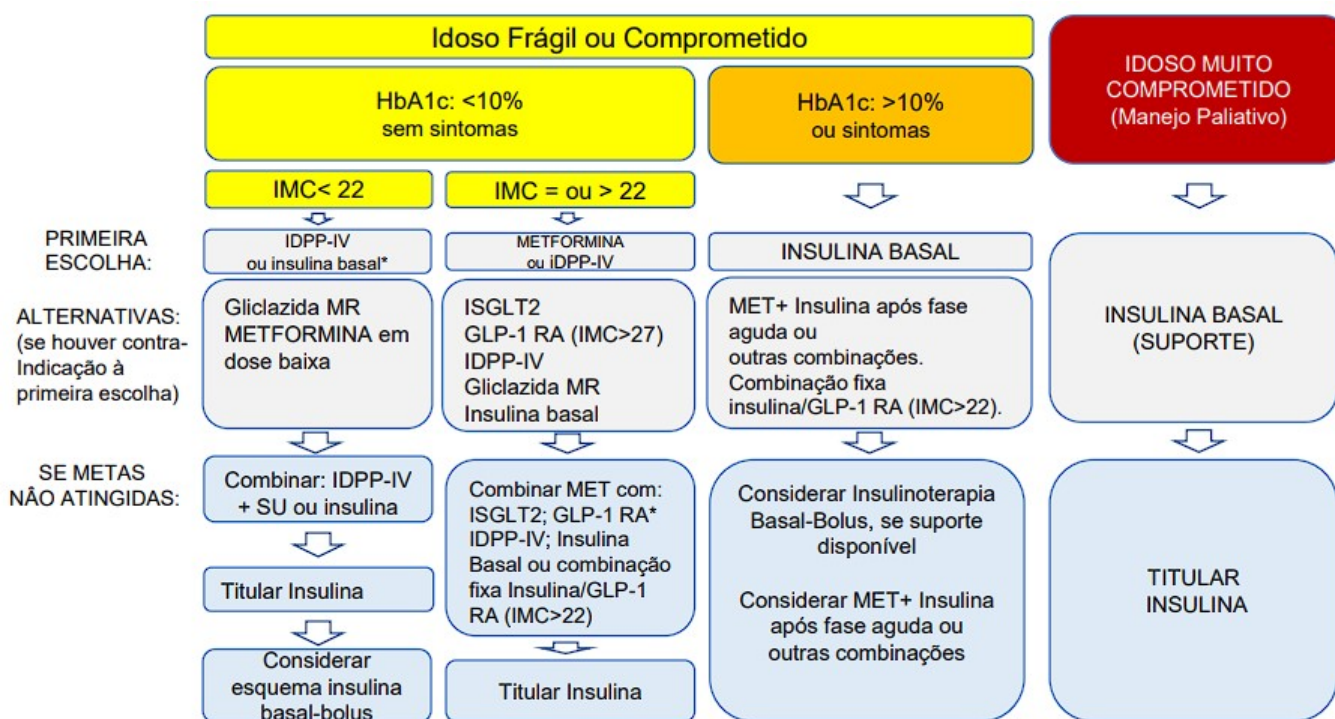 Idoso Frágil ou Comprometido
IDOSO MUITO
COMPROMETIDO
(Manejo Paliativo)
HbA1c: <10%
sem sintomas
HbA1c: >10%
ou sintomas
IMC< 22
IMC = ou > 22
PRIMEIRA
ESCOLHA:
IDPP-IV
ou insulina basal*
METFORMINA
ou iDPP-IV
INSULINA BASAL
ALTERNATIVAS:
(se houver contra-
Indicação à
primeira escolha)
Gliclazida MR
METFORMINA em
dose baixa
ISGLT2
GLP-1 RA (IMC>27)
IDPP-IV
Gliclazida MR
Insulina basal
MET+ Insulina após fase
aguda ou
outras combinações.
Combinação fixa
insulina/GLP-1 RA (IMC>22).
INSULINA BASAL
(SUPORTE)
SE METAS
NÂO ATINGIDAS:
Combinar: IDPP-IV
+ SU ou insulina
Titular Insulina
Considerar
esquema insulina
basal-bolus
Combinar MET com:
ISGLT2; GLP-1 RA*
IDPP-IV; Insulina
Basal ou combinação
fixa Insulina/GLP-1
RA (IMC>22)
Titular Insulina
Considerar Insulinoterapia
Basal-Bolus, se suporte
disponível
Considerar MET+ Insulina
após fase aguda ou
outras combinações
TITULAR
INSULINA